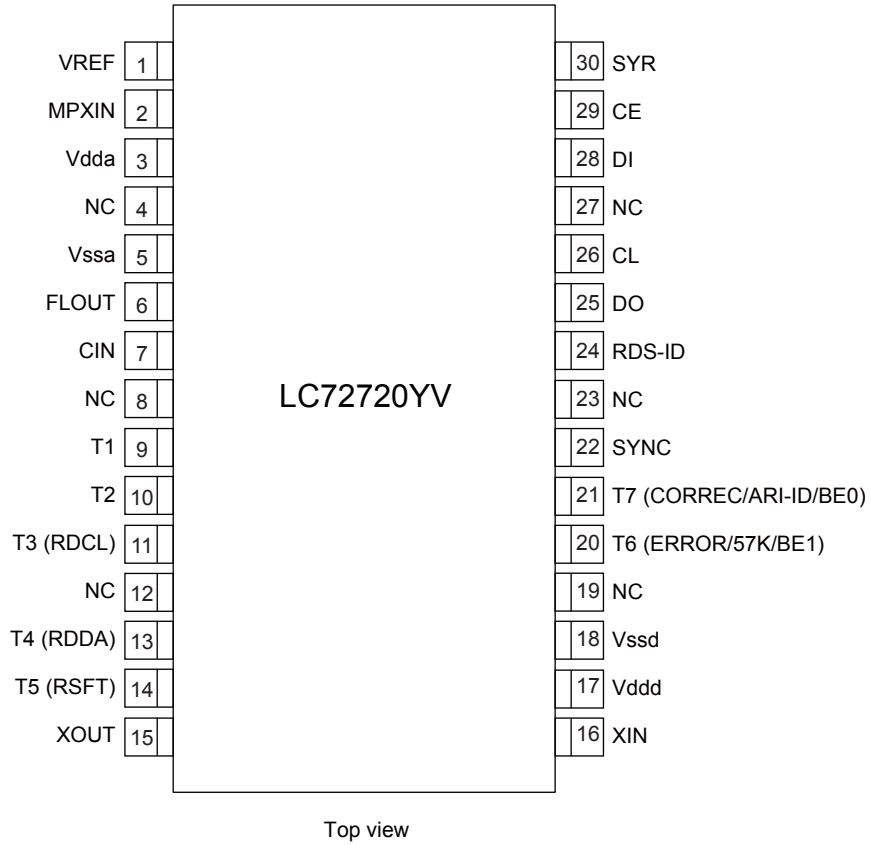 VREF 1 30 SYR
MPXIN 2 29 CE
Vdda 3 28 DI
NC 4 27 NC
Vssa 5 26 CL
FLOUT 6 25 DO
CIN 7 24 RDS-ID
LC72720YV
NC 8 23 NC
T1 9 22 SYNC
T2 10 21 T7 (CORREC/ARI-ID/BE0)
T3 (RDCL) 11 20 T6 (ERROR/57K/BE1)
NC 12 19 NC
T4 (RDDA) 13 18 Vssd
T5 (RSFT) 14 17 Vddd
XOUT 15 16 XIN
Top view